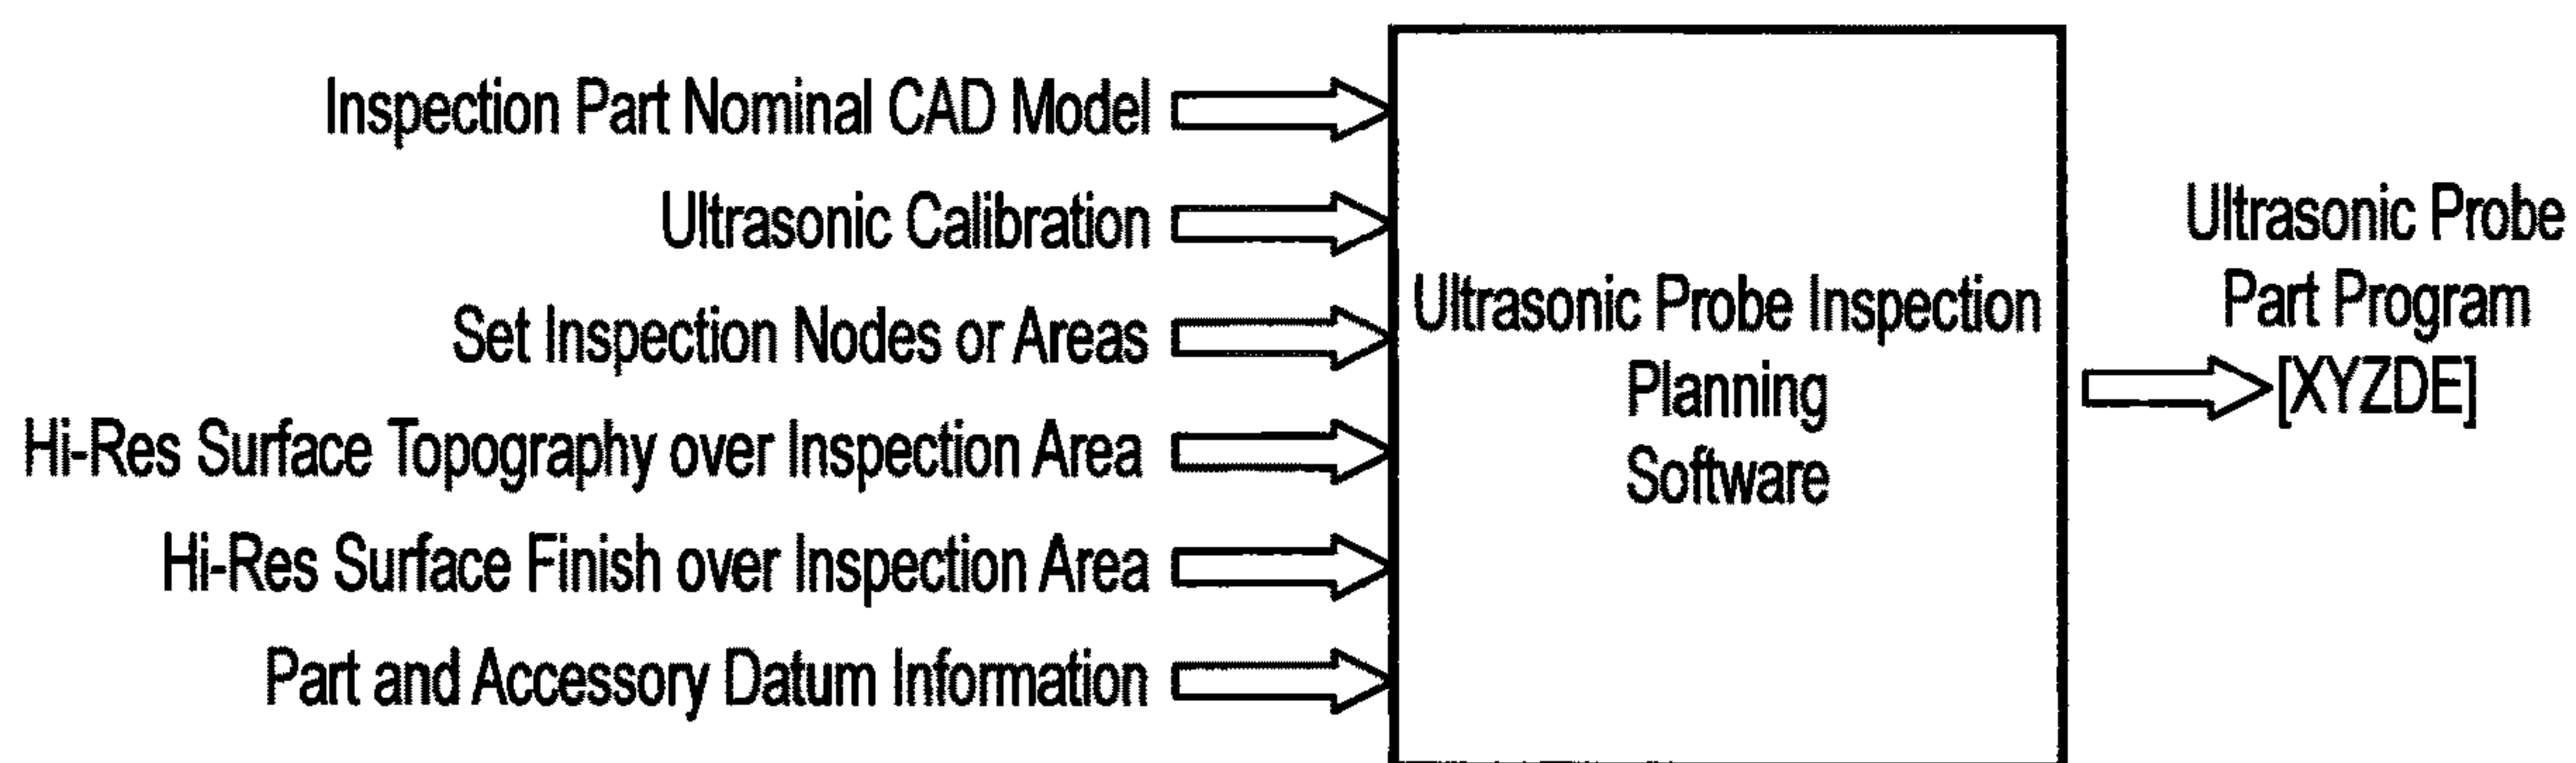 Inspection Part Nominal CAD Model
Ultrasonic Calibration
Set Inspection Nodes or Areas
Hi-Res Surface Topography over Inspection Area
Hi-Res Surface Finish over Inspection Area
Part and Accessory Datum Information
Ultrasonic Probe Inspection
Planning
Software
Ultrasonic Probe
Part Program
[XYZDE]